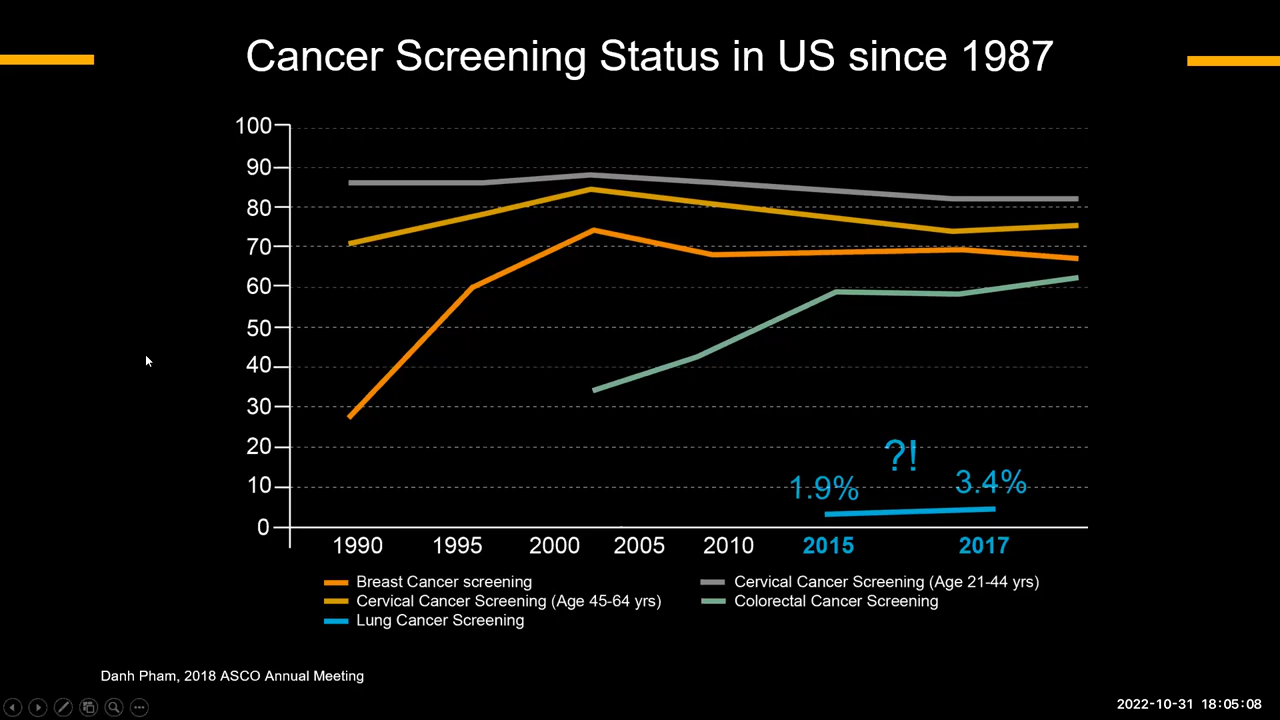 Cancer Screening Status in US since 1987
100
90
80
70
60
50
40
30
20
10
0
?!
1.9%
3.4%
1990 1995 2000 2005 2010 2015 2017
Breast Cancer screening
Cervical Cancer Screening (Age 21-44 yrs)
Cervical Cancer Screening (Age 45-64 yrs)
Colorectal Cancer Screening
Lung Cancer Screening
Danh Pham, 2018 ASCO Annual Meeting
2022-10-31 18:05:08